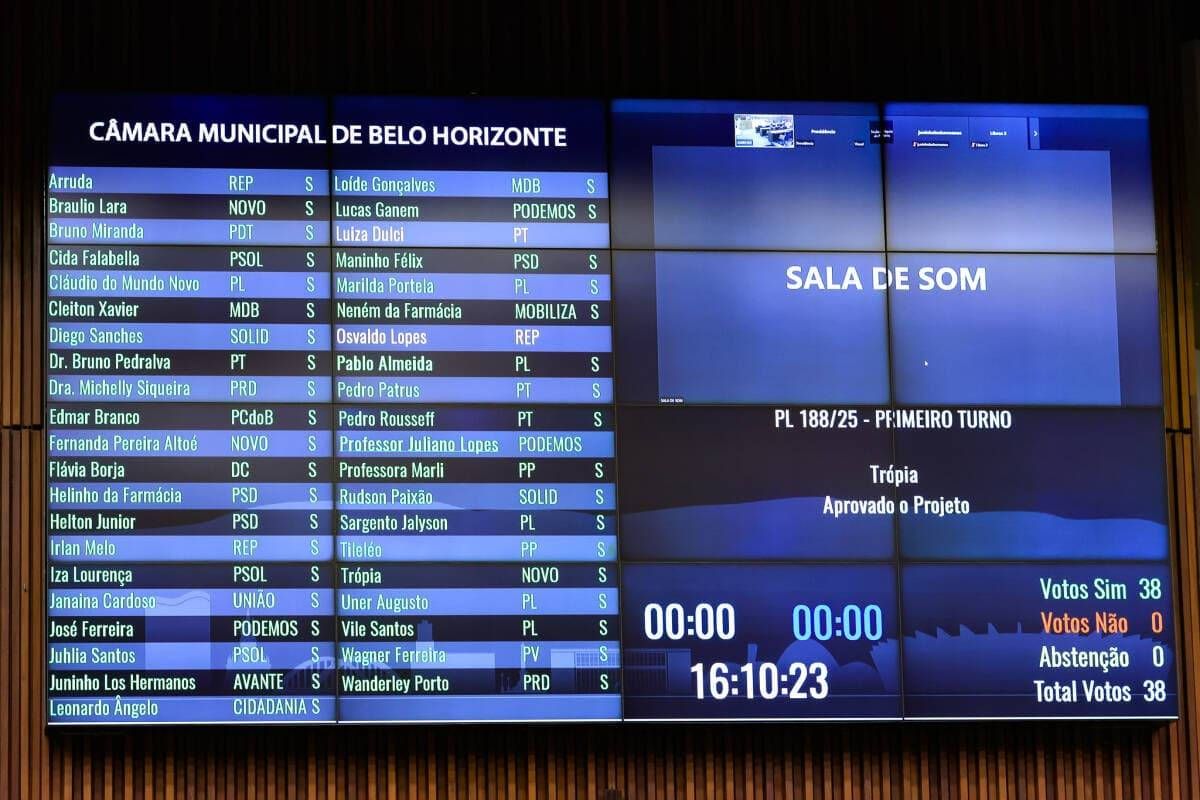 CÂMARA MUNICIPAL DE BELO HORIZONTE
Arruda REP S
Braulio Lara NOVO S
Bruno Miranda PDT S
Cida Falabella PSOL S
Cláudio do Mundo Novo PL S
Cleiton Xavier MDB S
Diego Sanches SOLID S
Dr. Bruno Pedralva PT S
Dra. Michelly Siqueira PRD S
Edmar Branco PCdoB S
Fernanda Pereira Altoé NOVO S
Flávia Borja DC S
Helinho da Farmácia PSD S
Helton Junior PSD S
Irlan Melo REP S
Iza Lourença PSOL S
Janaina Cardoso UNIÃO S
José Ferreira PODEMOS S
Juhlia Santos PSOL S
Juninho Los Hermanos AVANTE S
Leonardo Ângelo CIDADANIA S
Loíde Gonçalves MDB S
Lucas Ganem PODEMOS S
Luiza Dulci PT
Maninho Félix PSD S
Marilda Portela PL S
Neném da Farmácia MOBILIZA S
Osvaldo Lopes REP
Pablo Almeida PL S
Pedro Patrus PT S
Pedro Rousseff PT S
Professor Juliano Lopes PODEMOS
Professora Marli PP S
Rudson Paixão SOLID S
Sargento Jalyson PL S
Tileléo PP S
Trópia NOVO S
Uner Augusto PL S
Vile Santos PL S
Wagner Ferreira PV S
Wanderley Porto PRD S
SALA DE SOM
SALA DE SOM
PL 188/25 - PRIMEIRO TURNO
Trópia
Aprovado o Projeto
00:00 00:00
16:10:23
Votos Sim 38
Votos Não 0
Abstenção 0
Total Votos 38